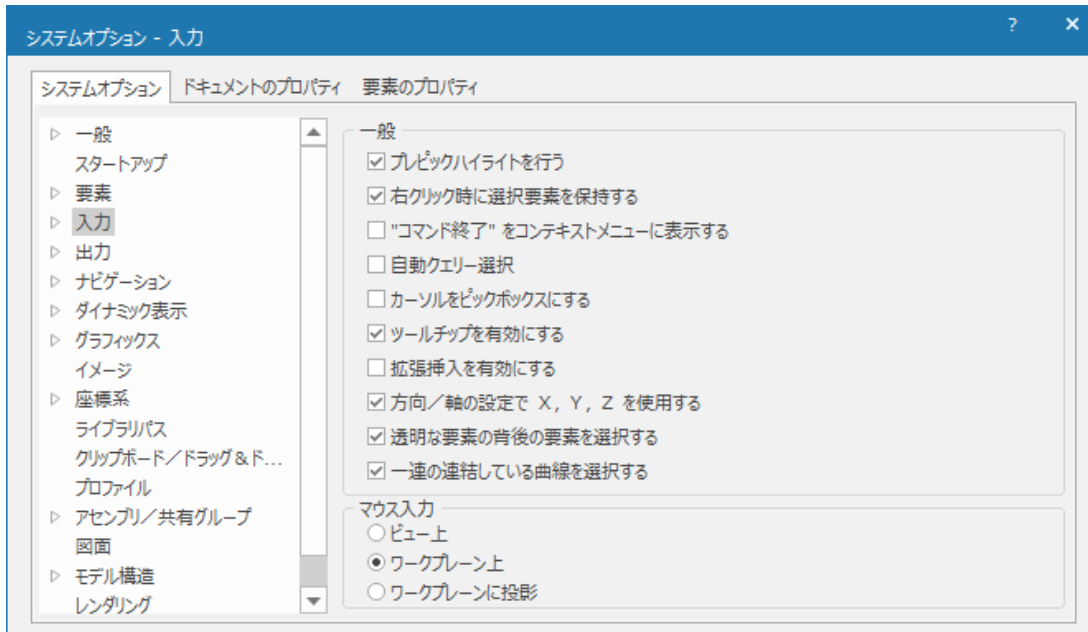 システムオプション - 入力
? ×
システムオプション ドキュメントのプロパティ 要素のプロパティ
一般
スタートアップ
要素
入力
出力
ナビゲーション
ダイナミック表示
グラフィックス
イメージ
座標系
ライブラリパス
クリップボード／ドラッグ＆ド...
プロファイル
アセンブリ／共有グループ
図面
モデル構造
レンダリング
一般
プレピックハイライトを行う
右クリック時に選択要素を保持する
"コマンド終了" をコンテキストメニューに表示する
自動クエリー選択
カーソルをピックボックスにする
ツールチップを有効にする
拡張挿入を有効にする
方向／軸の設定で X, Y, Z を使用する
透明な要素の背後の要素を選択する
一連の連結している曲線を選択する
マウス入力
ビュー上
ワークプレーン上
ワークプレーンに投影